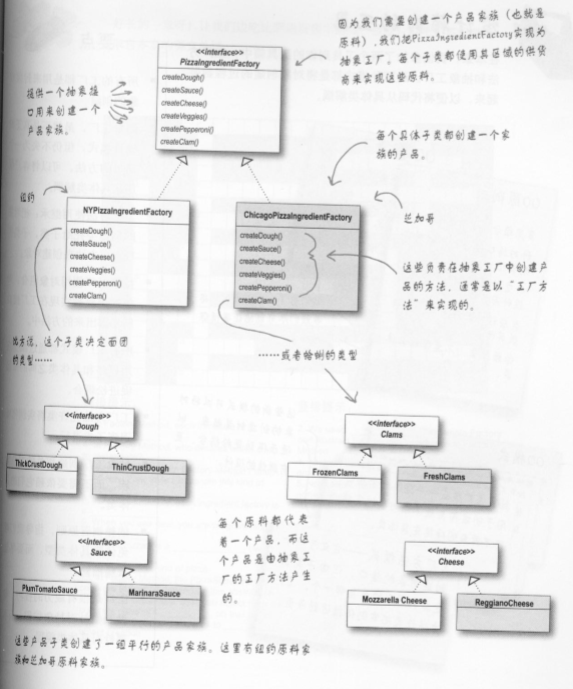 因为我们需要创建一个产品家族（也就是
原料），我们把PizzaIngredientFactory实现为
抽象工厂。每个子类都使用其区域的供货
商来实现这些原料。
<<interface>>
PizzaIngredientFactory
createDough()
createSauce()
createCheese()
createVeggies()
createPepperoni()
createClam()
提供一个抽象接
口用来创建一个
产品家族。
每个具体子类都创建一个家
族的产品。
纽约
NYPizzaIngredientFactory
createDough()
createSauce()
createCheese()
createVeggies()
createPepperoni()
createClam()
ChicagoPizzaIngredientFactory
createDough()
createSauce()
createCheese()
createVeggies()
createPepperoni()
createClam()
芝加哥
这些负责在抽象工厂中创建产
品的方法，通常是以“工厂方
法”来实现的。
比方说，这个子类决定面团
的类型……
……或者蛤蜊的类型
<<interface>>
Dough
ThickCrustDough
ThinCrustDough
<<interface>>
Clams
FrozenClams
FreshClams
每个原料都代表
着一个产品，而这
个产品是由抽象工
厂的工厂方法产生
的。
<<interface>>
Sauce
PlumTomatoSauce
MarinaraSauce
<<interface>>
Cheese
Mozzarella Cheese
ReggianoCheese
这些产品子类创建了一组平行的产品家族。这里有纽约原料家
族和芝加哥原料家族。